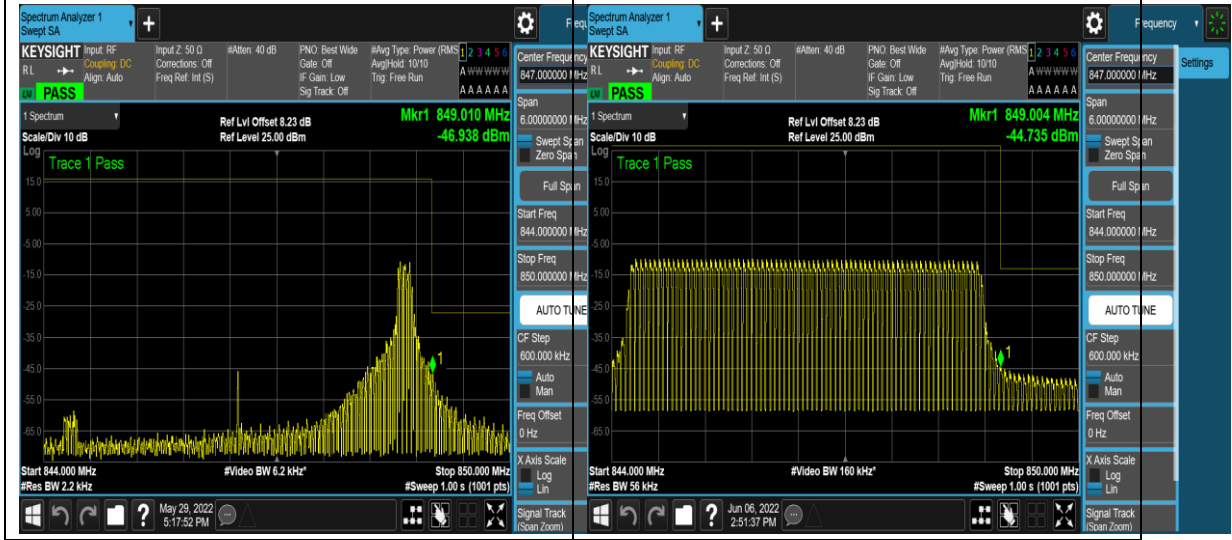 Spectrum Analyzer 1
Swept SA
+
Frequ
KEYSIGHT
Input: RF
Coupling: DC
Align: Auto
Input Z: 50 Ω
Corrections: Off
Freq Ref: Int (S)
#Atten: 40 dB
PNO: Best Wide
Gate: Off
IF Gain: Low
Sig Track: Off
#Avg Type: Power (RMS
Avg|Hold: 10/10
Trig: Free Run
1 2 3 4 5 6
A W W W W W
A A A A A A
RL
PASS
Center Frequency
847.000000 MHz
Span
6.00000000 MHz
Swept Span
Zero Span
Full Span
Start Freq
844.000000 MHz
Stop Freq
850.000000 MHz
AUTO TUNE
CF Step
600.000 kHz
Auto
Man
Freq Offset
0 Hz
X Axis Scale
Log
Lin
Signal Track
(Span Zoom)
1 Spectrum
Scale/Div 10 dB
Log
Ref Lvl Offset 8.23 dB
Ref Level 25.00 dBm
Mkr1 849.010 MHz
-46.938 dBm
Trace 1 Pass
15.0
5.00
-5.00
-15.0
-25.0
-35.0
-45.0
-55.0
-65.0
1
Start 844.000 MHz
#Res BW 2.2 kHz
#Video BW 6.2 kHz*
Stop 850.000 MHz
#Sweep 1.00 s (1001 pts)
?
May 29, 2022
5:17:52 PM
Spectrum Analyzer 1
Swept SA
+
Frequency
Settings
KEYSIGHT
Input: RF
Coupling: DC
Align: Auto
Input Z: 50 Ω
Corrections: Off
Freq Ref: Int (S)
#Atten: 40 dB
PNO: Best Wide
Gate: Off
IF Gain: Low
Sig Track: Off
#Avg Type: Power (RMS
Avg|Hold: 10/10
Trig: Free Run
1 2 3 4 5 6
A W W W W W
A A A A A A
RL
PASS
Center Frequency
847.000000 MHz
Span
6.00000000 MHz
Swept Span
Zero Span
Full Span
Start Freq
844.000000 MHz
Stop Freq
850.000000 MHz
AUTO TUNE
CF Step
600.000 kHz
Auto
Man
Freq Offset
0 Hz
X Axis Scale
Log
Lin
Signal Track
(Span Zoom)
1 Spectrum
Scale/Div 10 dB
Log
Ref Lvl Offset 8.23 dB
Ref Level 25.00 dBm
Mkr1 849.004 MHz
-44.735 dBm
Trace 1 Pass
15.0
5.00
-5.00
-15.0
-25.0
-35.0
-45.0
-55.0
-65.0
1
Start 844.000 MHz
#Res BW 56 kHz
#Video BW 160 kHz*
Stop 850.000 MHz
#Sweep 1.00 s (1001 pts)
?
Jun 06, 2022
2:51:37 PM